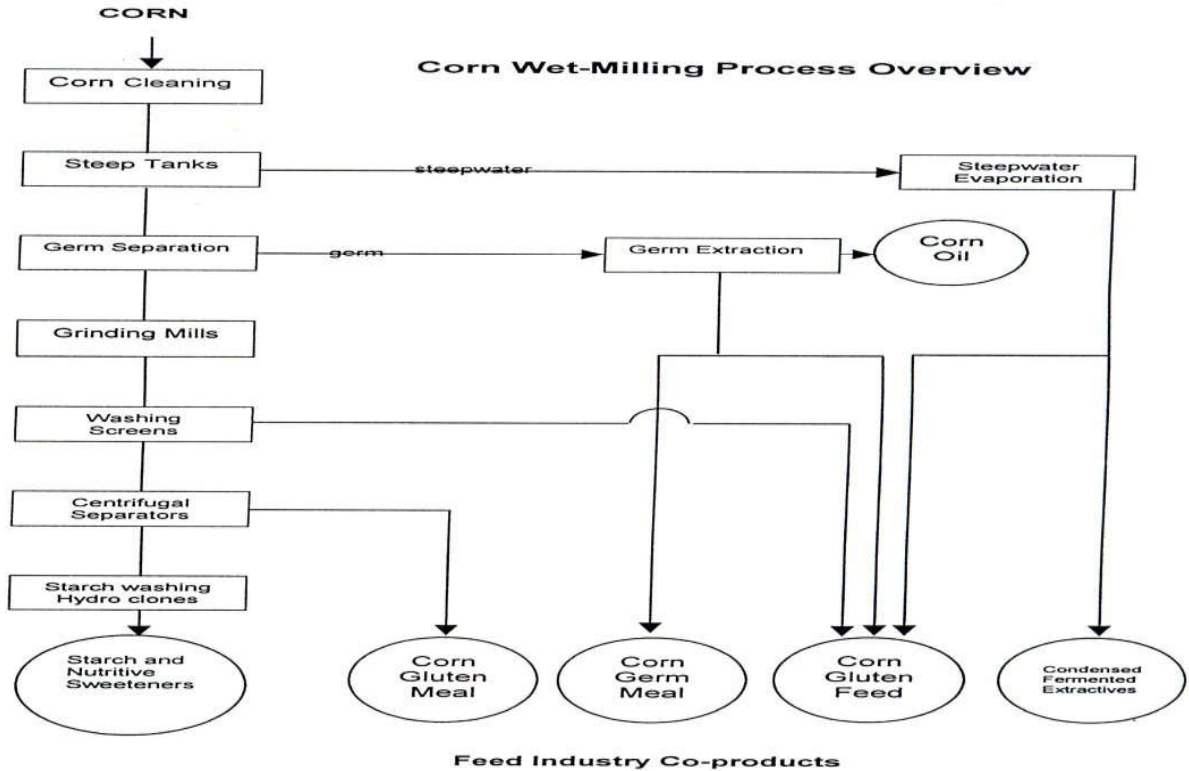 CORN
Corn Wet-Milling Process Overview
Corn Cleaning
Steep Tanks
steepwater
Steepwater
Evaporation
Germ Separation
germ
Germ Extraction
Corn
Oil
Grinding Mills
Washing
Screens
Centrifugal
Separators
Starch washing
Hydro clones
Starch and
Nutritive
Sweeteners
Corn
Gluten
Meal
Corn
Germ
Meal
Corn
Gluten
Feed
Condensed
Fermented
Extractives
Feed Industry Co-products